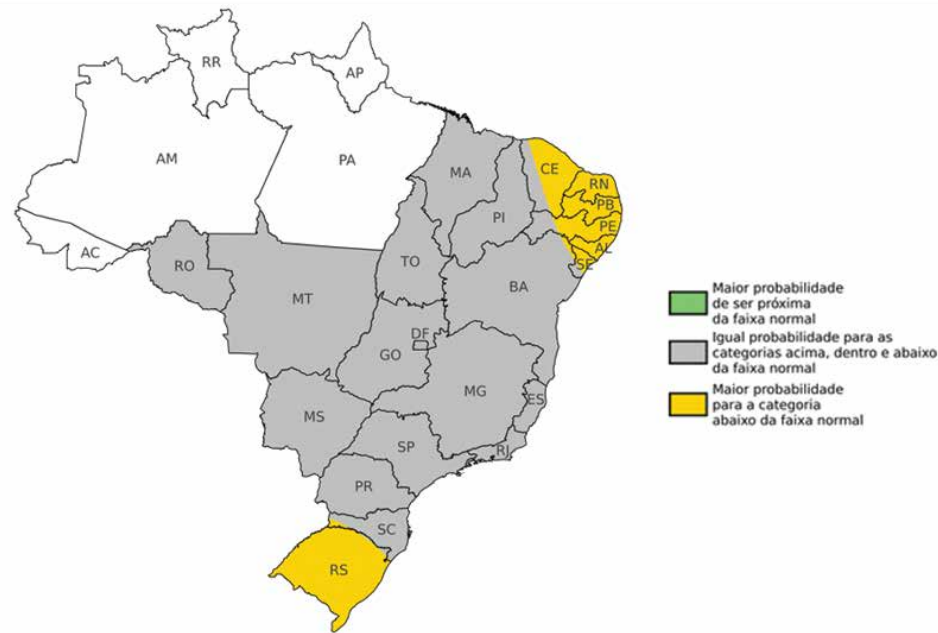 RR
AP
AM
PA
MA
CE
RN
PB
PE
AL
SE
PI
AC
RO
TO
MT
BA
DF
GO
MG
ES
MS
SP
RJ
PR
SC
RS
Maior probabilidade
de ser próxima
da faixa normal
Igual probabilidade para as
categorias acima, dentro e abaixo
da faixa normal
Maior probabilidade
para a categoria
abaixo da faixa normal